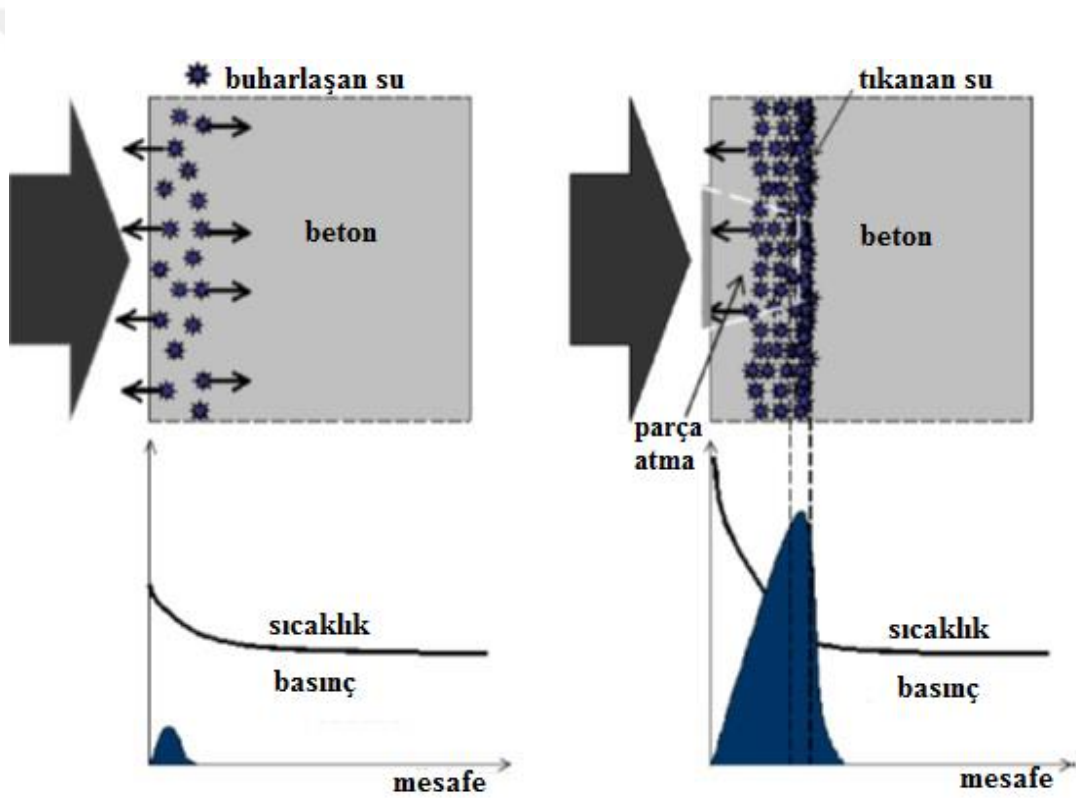 buharlaşan su
beton
sıcaklık
basınç
mesafe
tıkanan su
beton
parça
atma
sıcaklık
basınç
mesafe